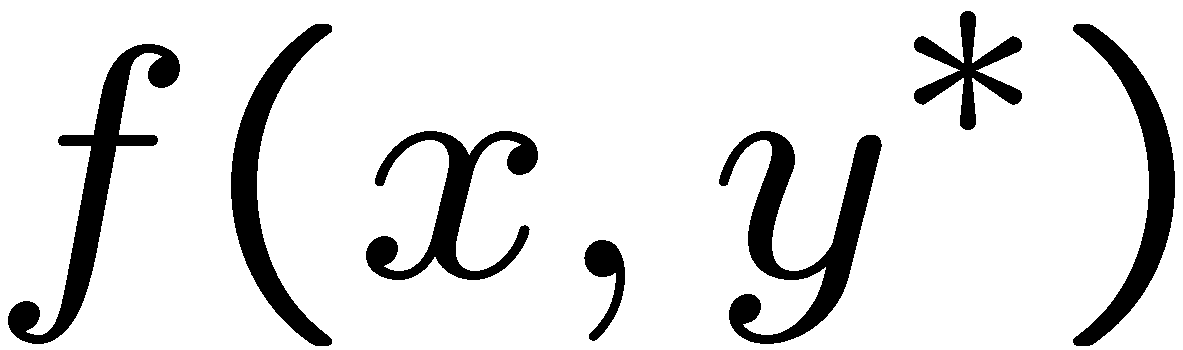 f(x, y*)